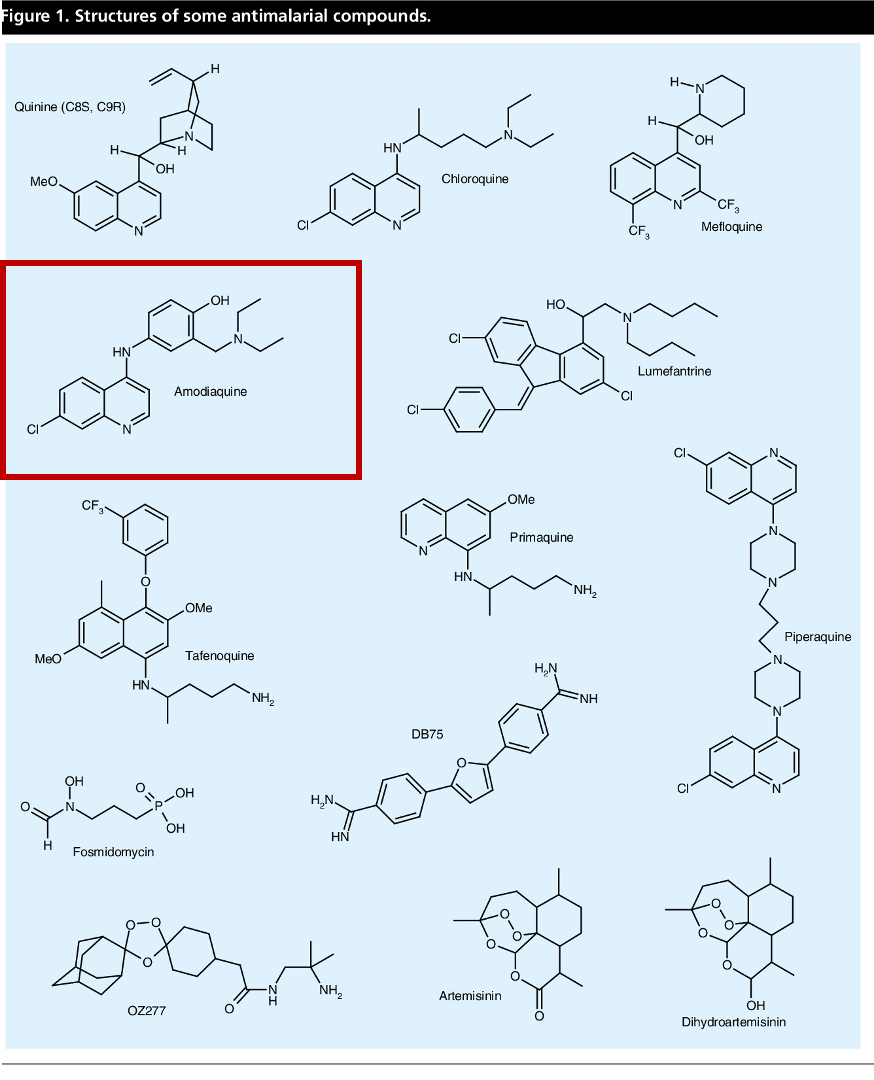 Figure 1. Structures of some antimalarial compounds.
H
Quinine (C8S, C9R)
N
H
H
OH
MeO
N
HN
N
Chloroquine
Cl
N
H
N
H
OH
N
CF3
CF3
Mefloquine
OH
HN
N
Amodiaquine
Cl
N
HO
N
Cl
Lumefantrine
Cl
Cl
CF3
O
OMe
MeO
Tafenoquine
HN
NH2
OMe
N
Primaquine
HN
NH2
Cl
N
N
N
Piperaquine
N
N
Cl
N
H2N
NH
DB75
O
H2N
HN
OH
O
N
O
P
OH
OH
H
Fosmidomycin
O
O
O
O
N
H
NH2
OZ277
O
O
O
O
Artemisinin
O
O
O
O
O
OH
Dihydroartemisinin